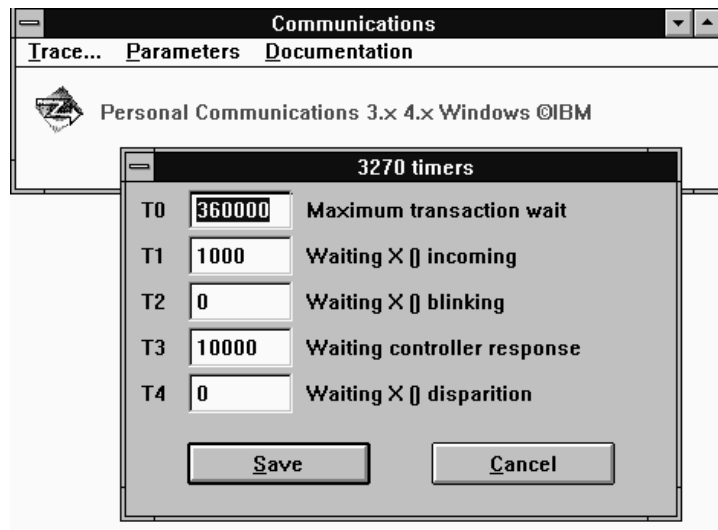 Communications
Trace... Parameters Documentation
Personal Communications 3.x 4.x Windows ©IBM
3270 timers
T0 360000 Maximum transaction wait
T1 1000 Waiting X [] incoming
T2 0 Waiting X [] blinking
T3 10000 Waiting controller response
T4 0 Waiting X [] disparition
Save Cancel